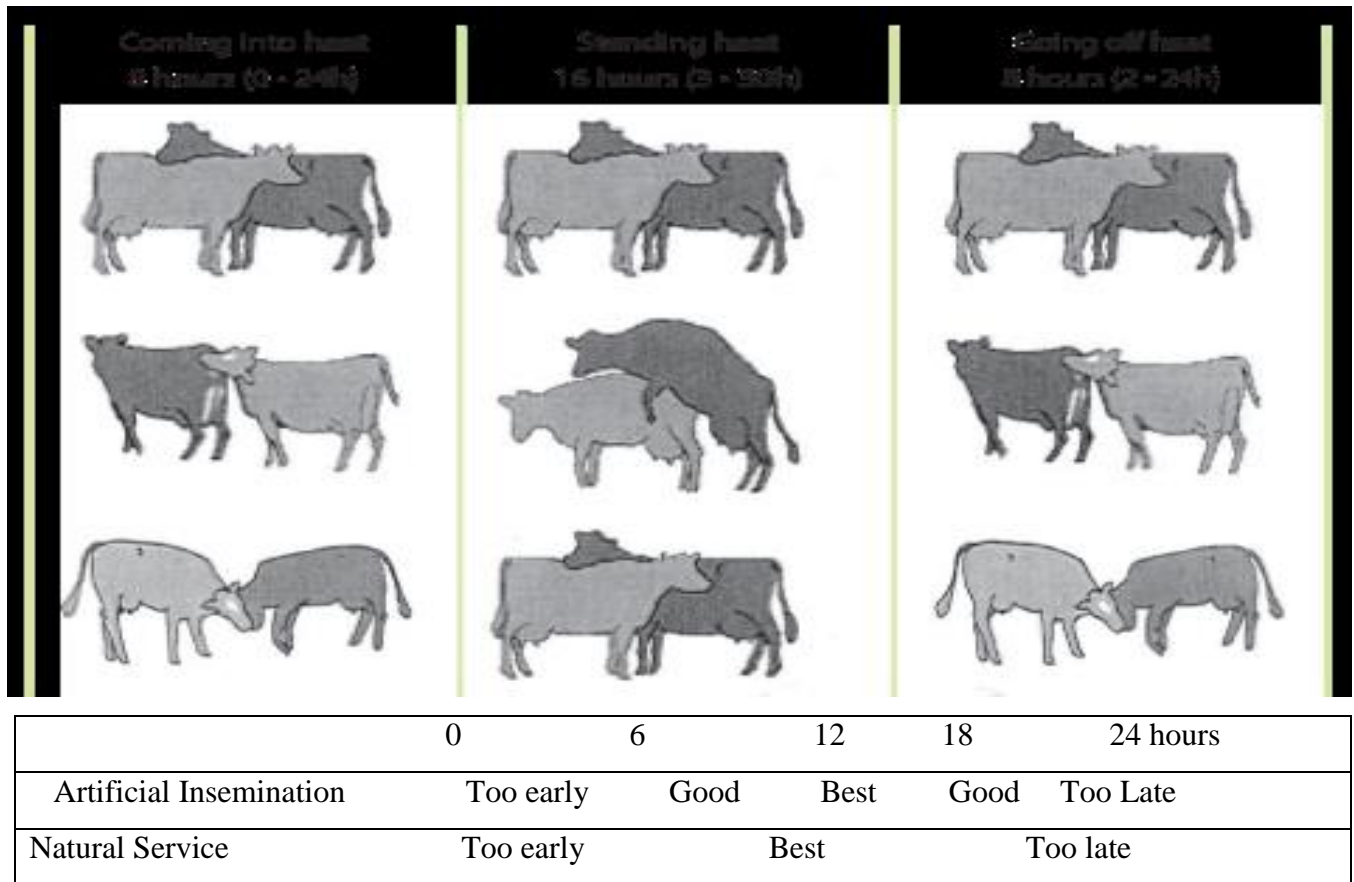 Coming into heat
8 hours (0 - 24h)
Standing heat
16 hours (3 - 30h)
Going off heat
8 hours (2 - 24h)
0 6 12 18 24 hours
Artificial Insemination Too early Good Best Good Too Late
Natural Service Too early Best Too late